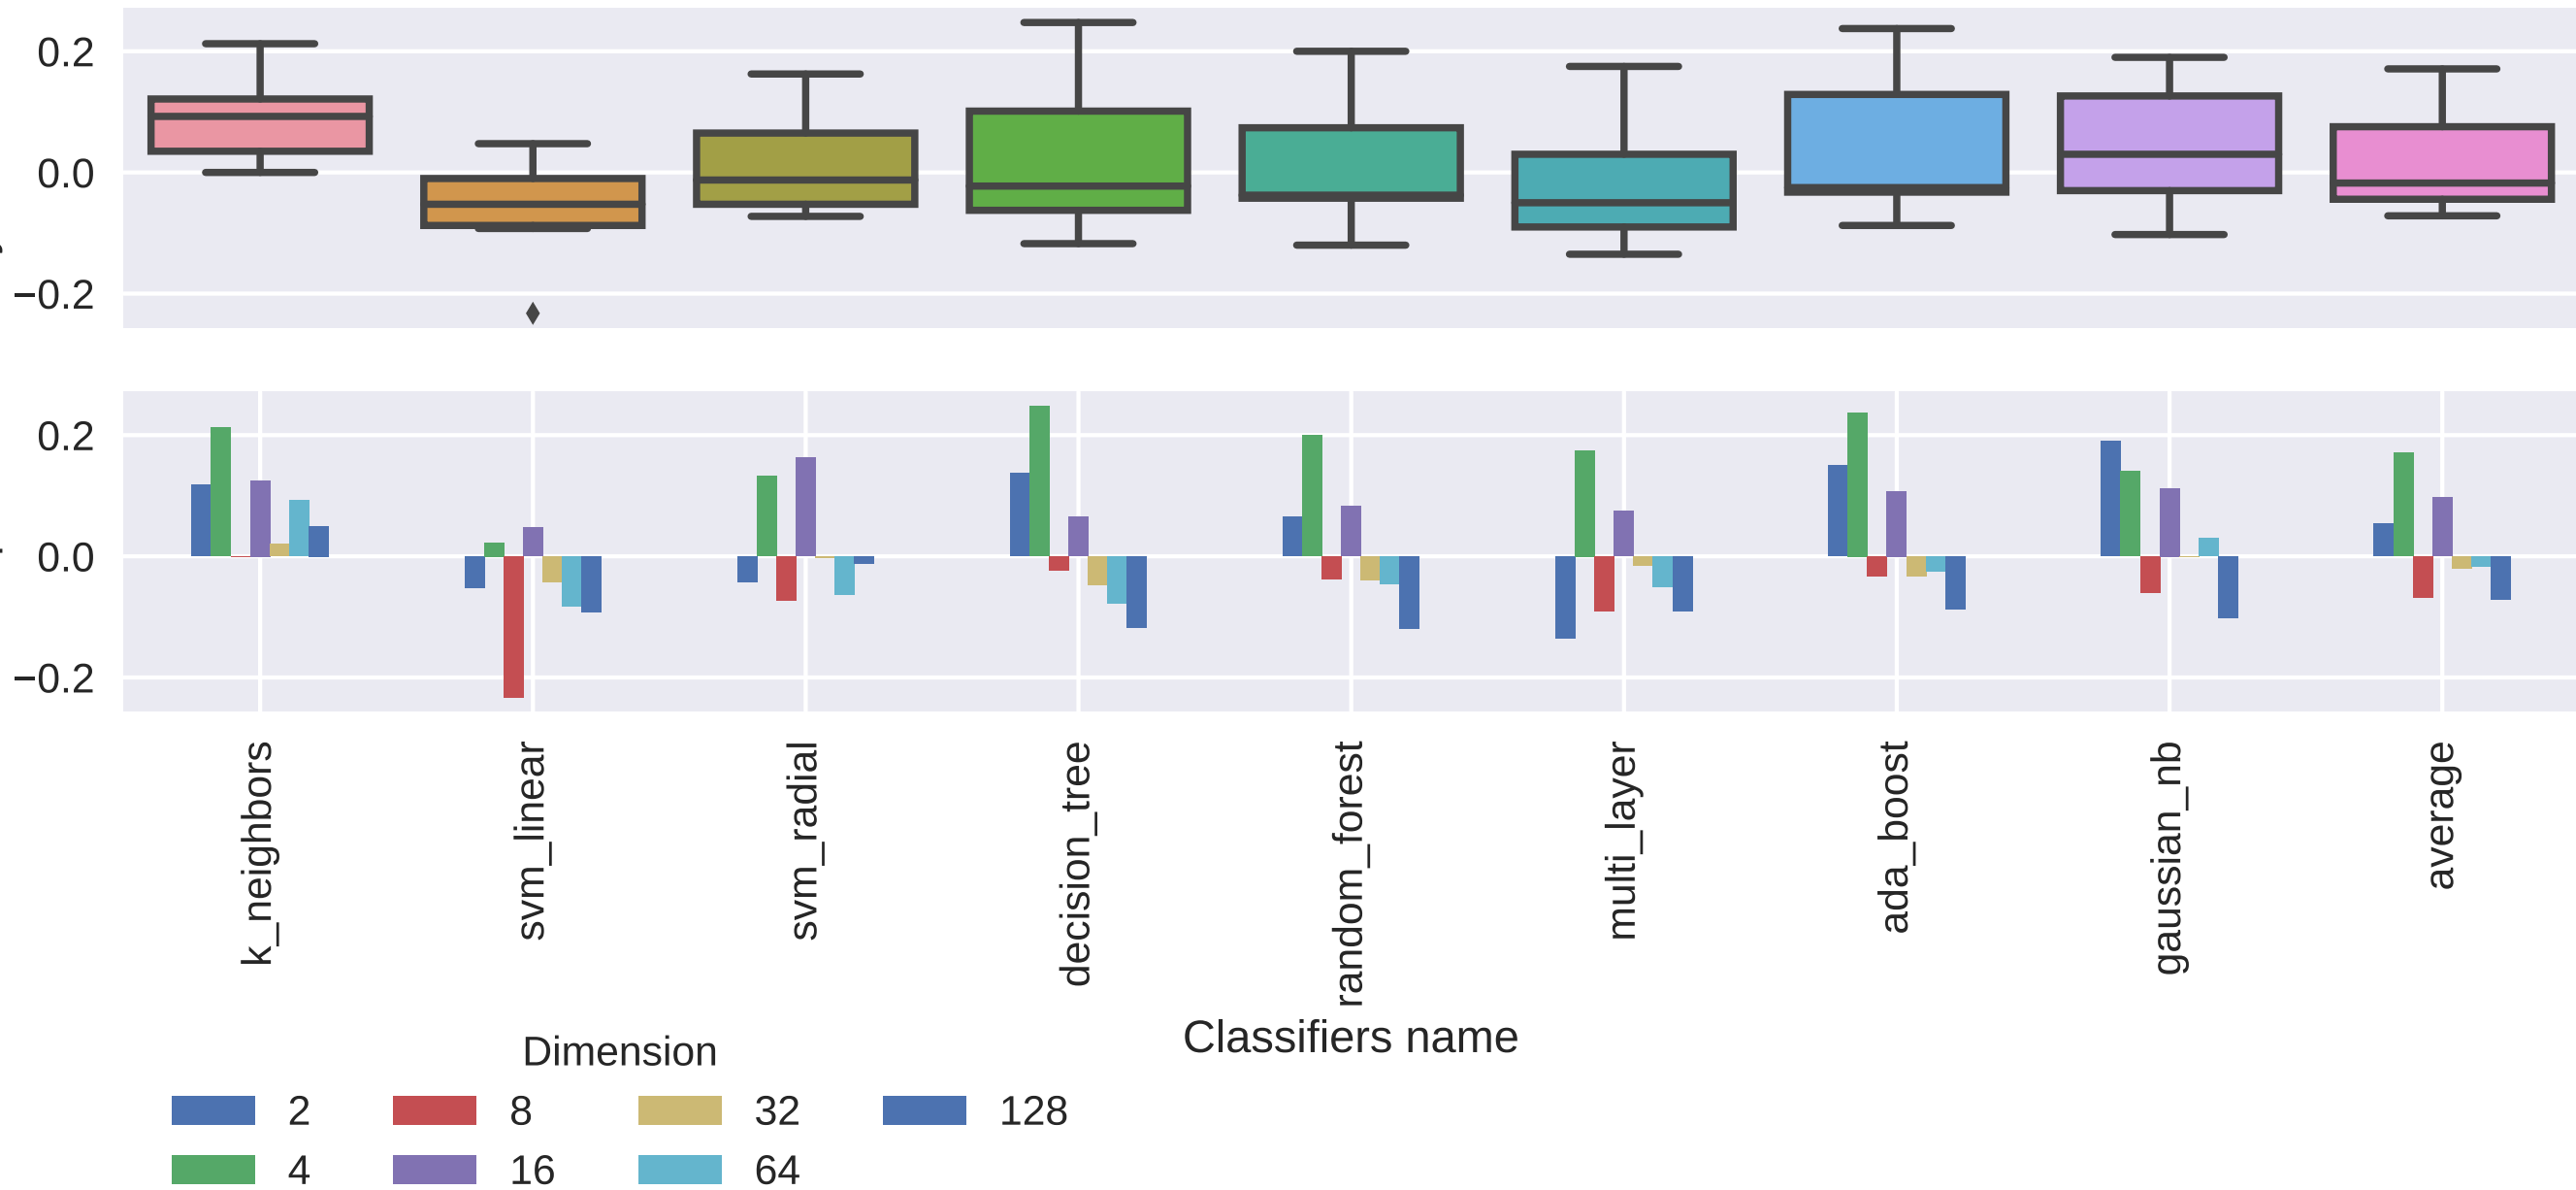 0.2
0.0
−0.2
0.2
0.0
−0.2
k_neighbors
svm_linear
svm_radial
decision_tree
random_forest
multi_layer
ada_boost
gaussian_nb
average
Classifiers name
Dimension
2 8 32 128
4 16 64